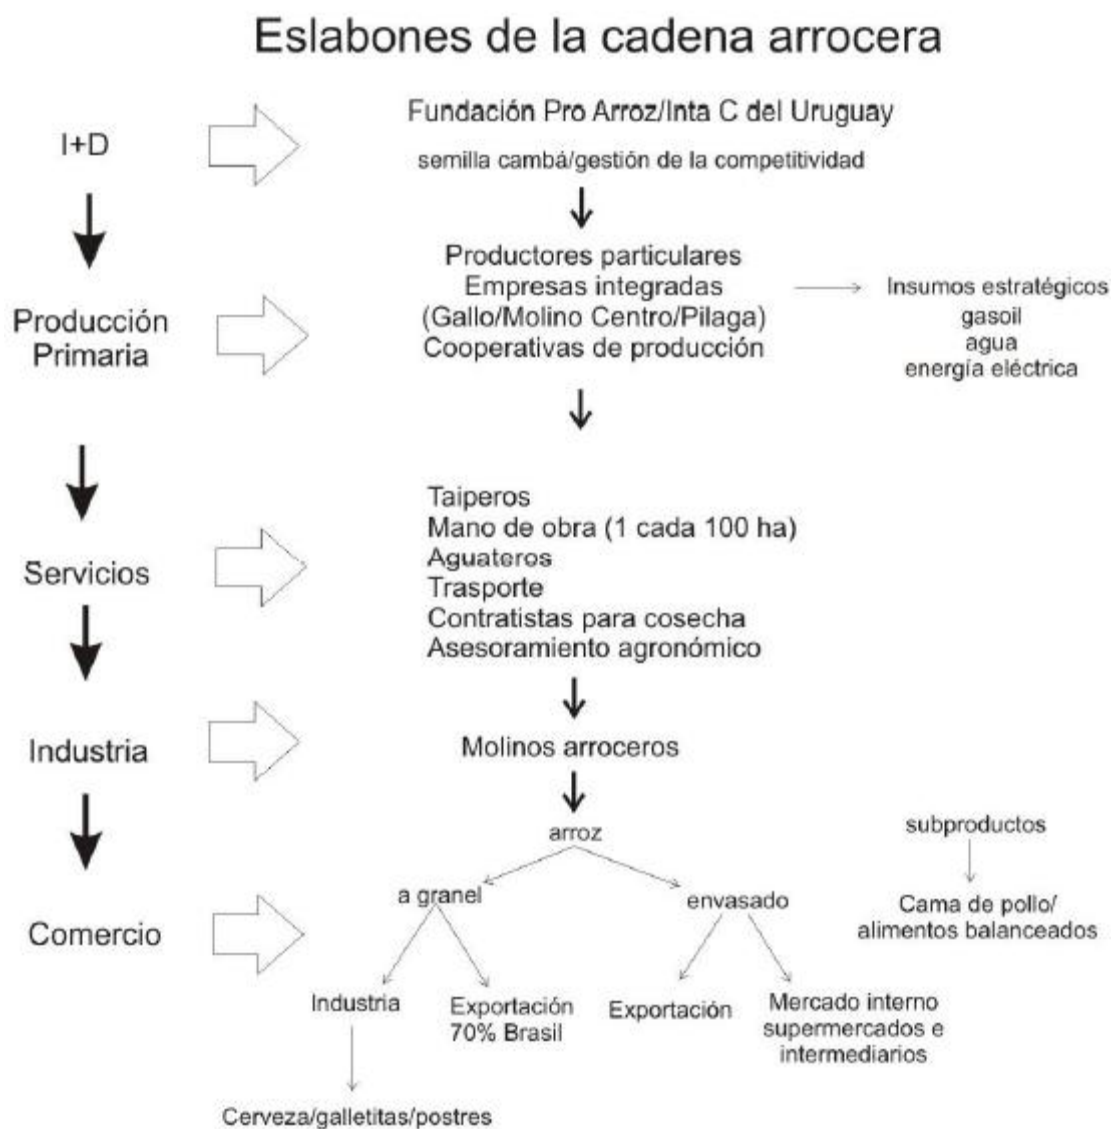 Eslabones de la cadena arrocera
I+D
Fundación Pro Arroz/Inta C del Uruguay
semilla cambá/gestión de la competitividad
Producción
Primaria
Productores particulares
Empresas integradas
(Gallo/Molino Centro/Pilaga)
Cooperativas de producción
Insumos estratégicos
gasoil
agua
energía eléctrica
Servicios
Taiperos
Mano de obra (1 cada 100 ha)
Aguateros
Trasporte
Contratistas para cosecha
Asesoramiento agronómico
Industria
Molinos arroceros
Comercio
arroz
a granel
envasado
Industria
Exportación
70% Brasil
Exportación
Mercado interno
supermercados e
intermediarios
Cerveza/galletitas/postres
subproductos
Cama de pollo/
alimentos balanceados